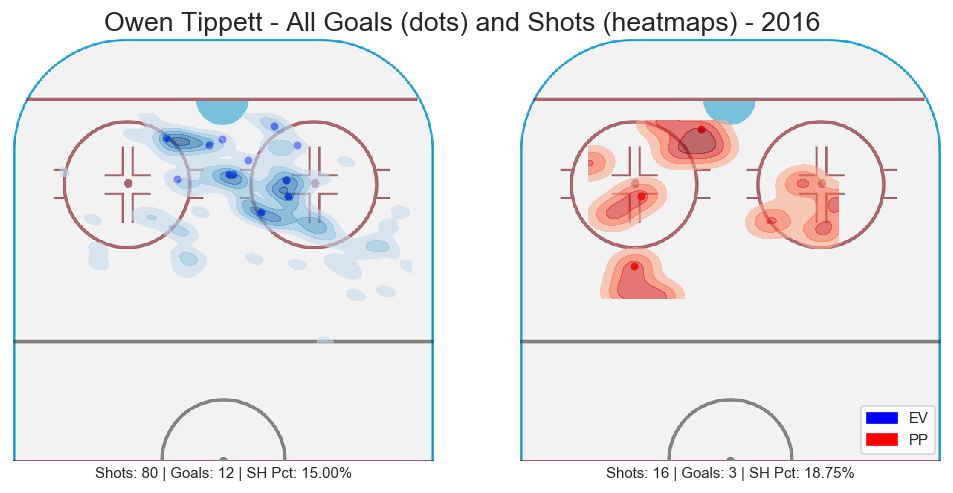 Owen Tippett - All Goals (dots) and Shots (heatmaps) - 2016
EV
PP
Shots: 80 | Goals: 12 | SH Pct: 15.00%
Shots: 16 | Goals: 3 | SH Pct: 18.75%